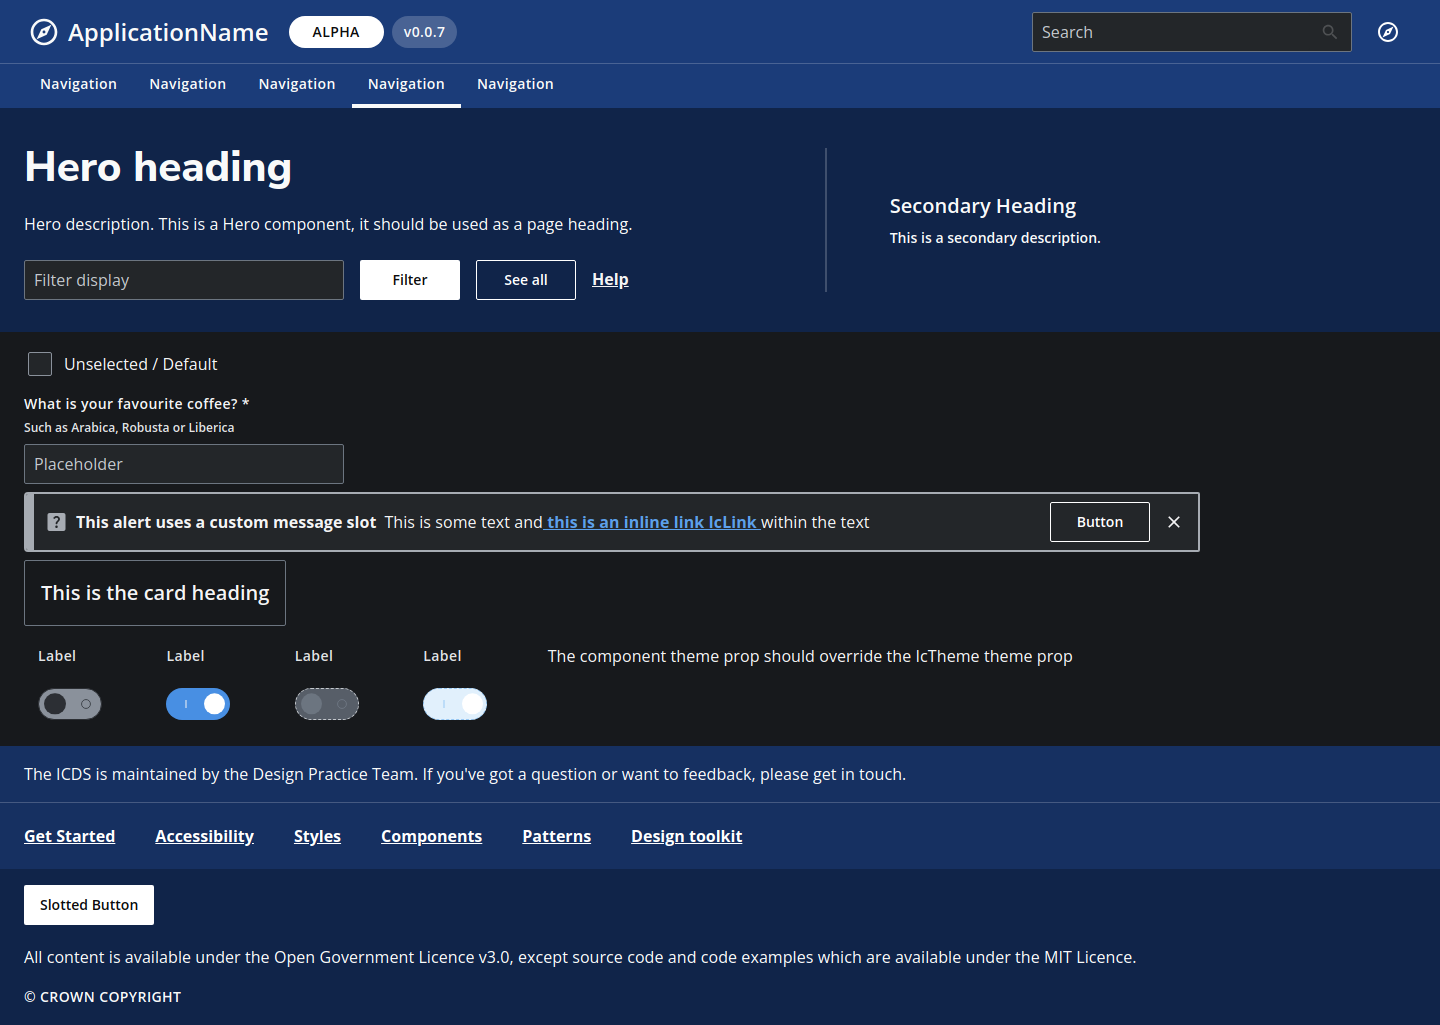 ApplicationName ALPHA v0.0.7 Search
Navigation Navigation Navigation Navigation Navigation
Hero heading
Hero description. This is a Hero component, it should be used as a page heading.
Filter display Filter See all Help
Secondary Heading
This is a secondary description.
Unselected / Default
What is your favourite coffee? *
Such as Arabica, Robusta or Liberica
Placeholder
This alert uses a custom message slot This is some text and this is an inline link IcLink within the text Button
This is the card heading
Label Label Label Label The component theme prop should override the IcTheme theme prop
The ICDS is maintained by the Design Practice Team. If you've got a question or want to feedback, please get in touch.
Get Started Accessibility Styles Components Patterns Design toolkit
Slotted Button
All content is available under the Open Government Licence v3.0, except source code and code examples which are available under the MIT Licence.
© CROWN COPYRIGHT